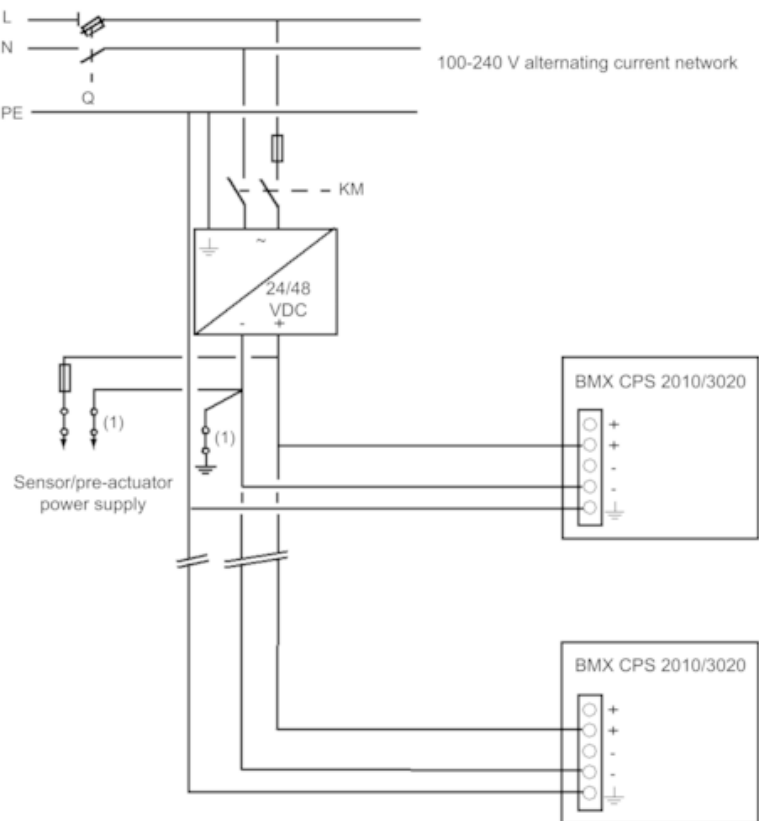 L
N
100-240 V alternating current network
Q
PE
KM
~
24/48
VDC
- +
BMX CPS 2010/3020
+
+
-
-
(1)
(1)
Sensor/pre-actuator
power supply
BMX CPS 2010/3020
+
+
-
-